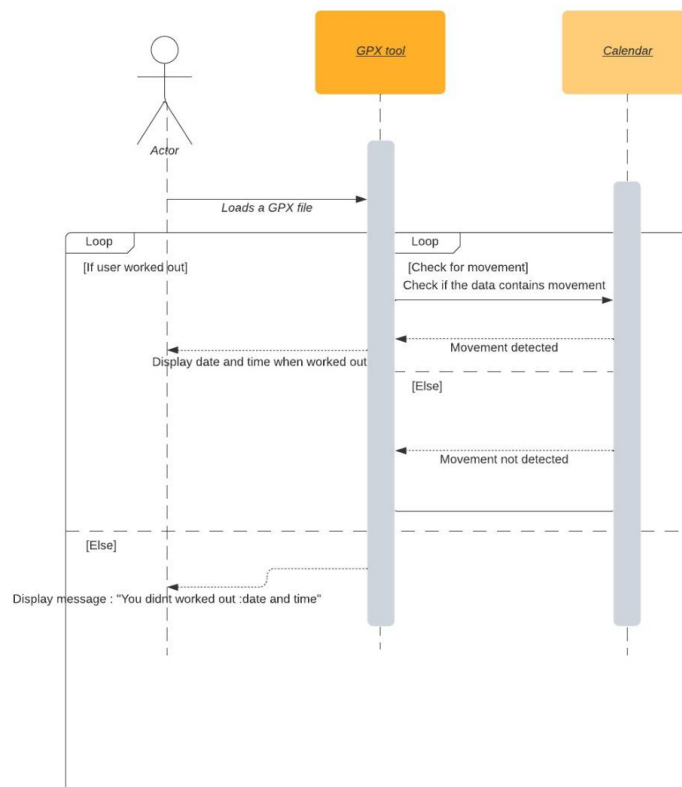 GPX tool
Calendar
Actor
Loads a GPX file
Loop
Loop
[If user worked out]
[Check for movement]
Check if the data contains movement
Movement detected
Display date and time when worked out
[Else]
Movement not detected
[Else]
Display message : "You didnt worked out :date and time"